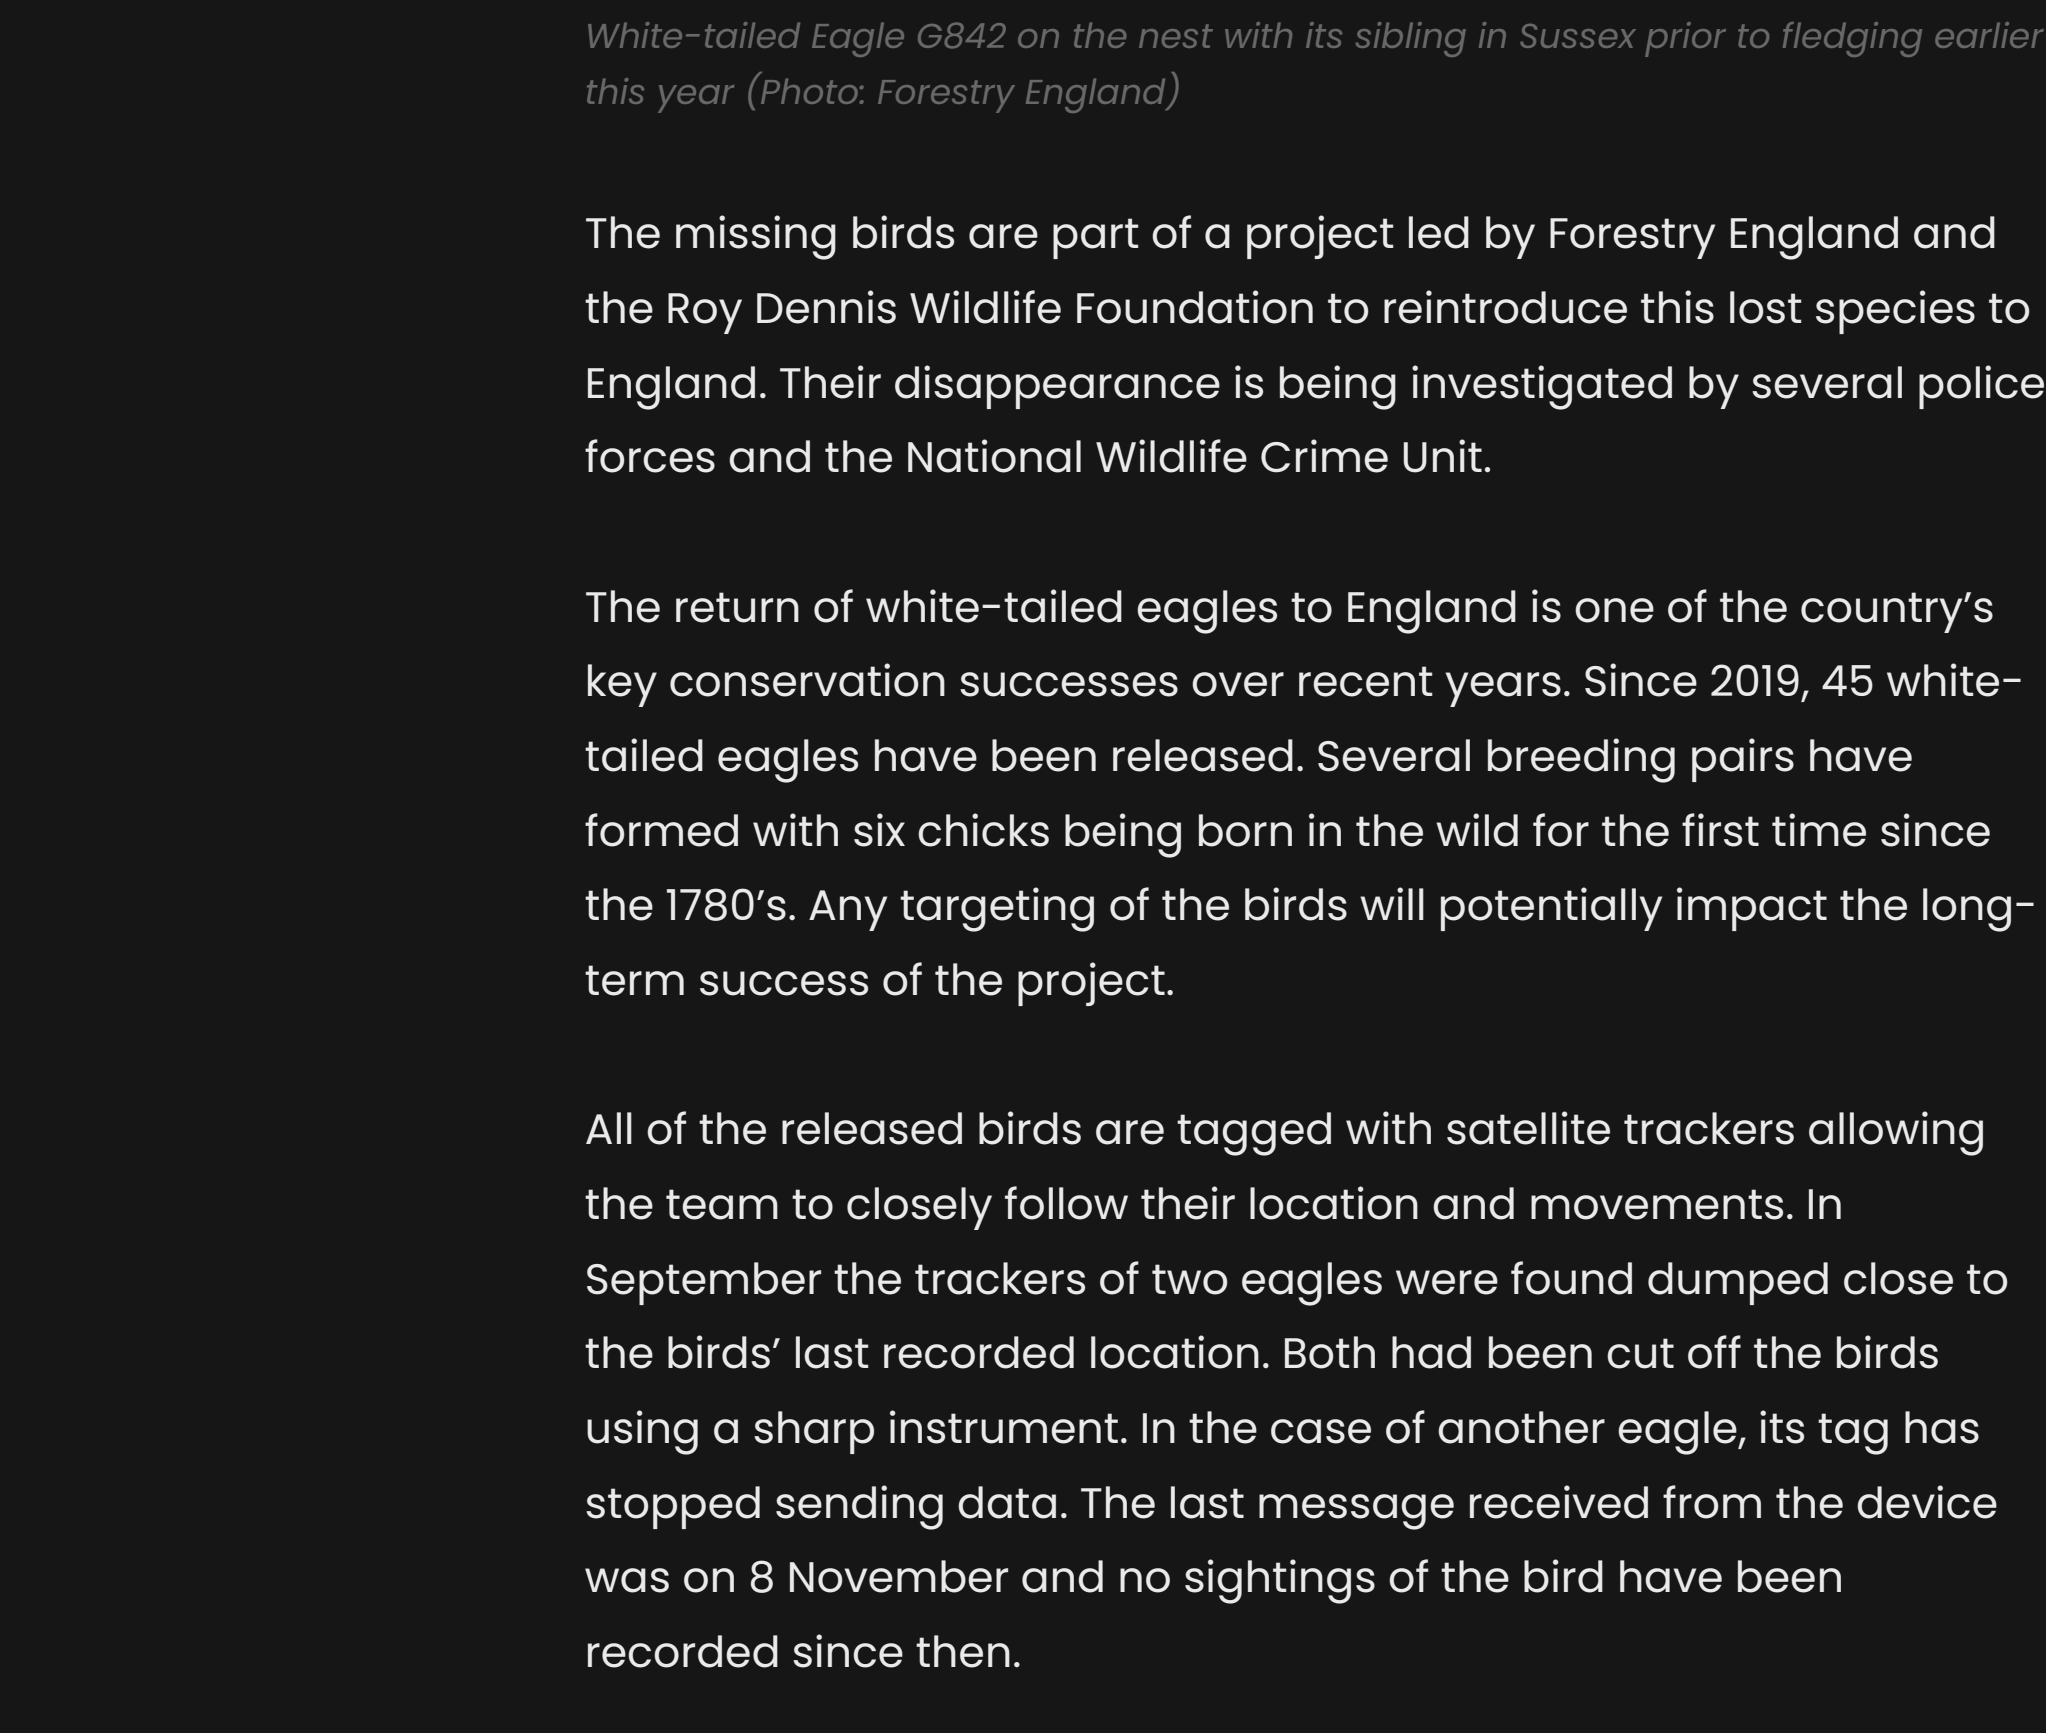 White-tailed Eagle G842 on the nest with its sibling in Sussex prior to fledging earlier
this year (Photo: Forestry England)
The missing birds are part of a project led by Forestry England and
the Roy Dennis Wildlife Foundation to reintroduce this lost species to
England. Their disappearance is being investigated by several police
forces and the National Wildlife Crime Unit.
The return of white-tailed eagles to England is one of the country’s
key conservation successes over recent years. Since 2019, 45 white-
tailed eagles have been released. Several breeding pairs have
formed with six chicks being born in the wild for the first time since
the 1780’s. Any targeting of the birds will potentially impact the long-
term success of the project.
All of the released birds are tagged with satellite trackers allowing
the team to closely follow their location and movements. In
September the trackers of two eagles were found dumped close to
the birds’ last recorded location. Both had been cut off the birds
using a sharp instrument. In the case of another eagle, its tag has
stopped sending data. The last message received from the device
was on 8 November and no sightings of the bird have been
recorded since then.